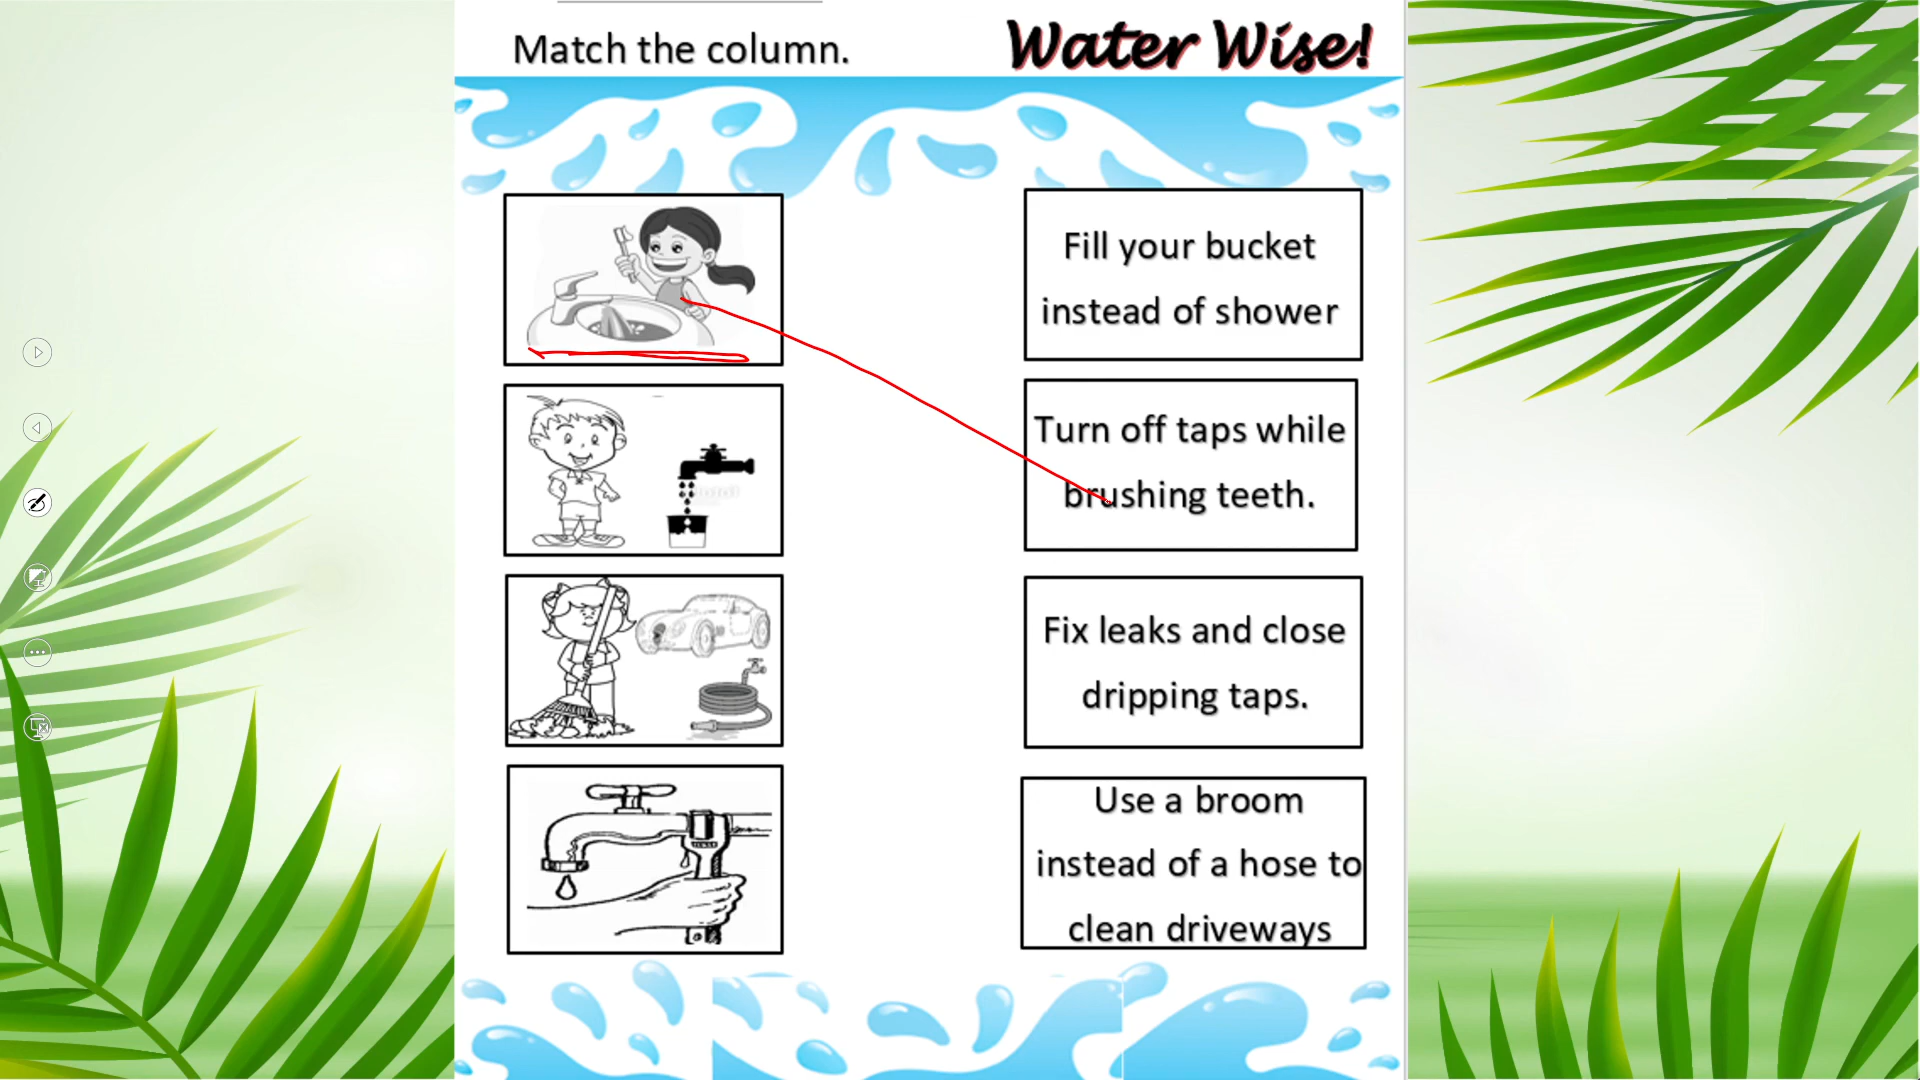 Match the column.
Water Wise!
Fill your bucket
instead of shower
Turn off taps while
brushing teeth.
Fix leaks and close
dripping taps.
Use a broom
instead of a hose to
clean driveways